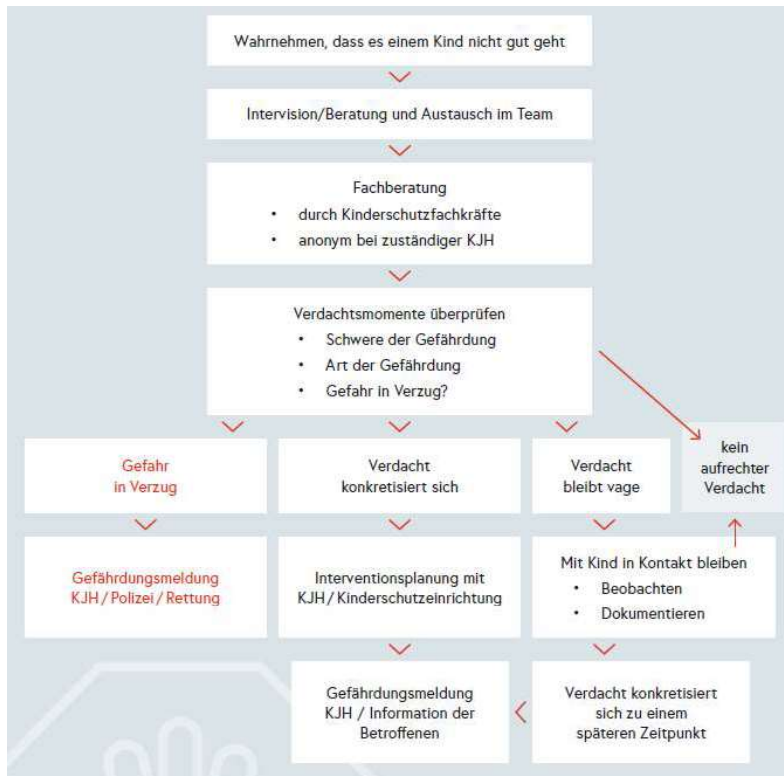 Wahrnehmen, dass es einem Kind nicht gut geht
Intervision/Beratung und Austausch im Team
Fachberatung
• durch Kinderschutzfachkräfte
• anonym bei zuständiger KJH
Verdachtsmomente überprüfen
• Schwere der Gefährdung
• Art der Gefährdung
• Gefahr in Verzug?
Gefahr
in Verzug
Verdacht
konkretisiert sich
Verdacht
bleibt vage
kein
aufrechter
Verdacht
Gefährdungsmeldung
KJH / Polizei / Rettung
Interventionsplanung mit
KJH / Kinderschutzeinrichtung
Mit Kind in Kontakt bleiben
• Beobachten
• Dokumentieren
Gefährdungsmeldung
KJH / Information der
Betroffenen
Verdacht konkretisiert
sich zu einem
späteren Zeitpunkt